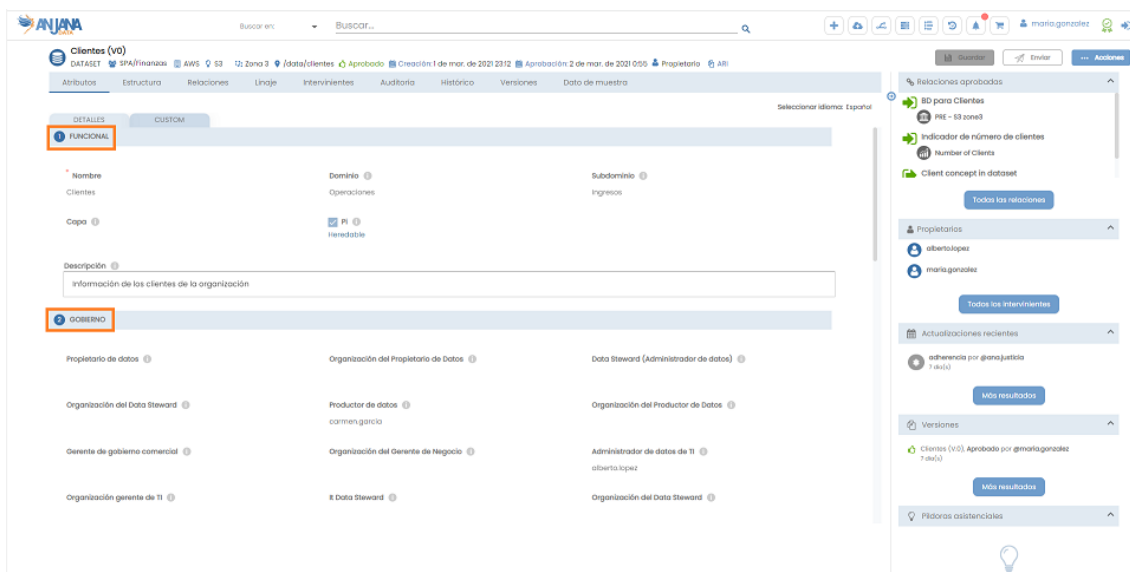 ANJANA
DATA
Buscar en:
Buscar...
maria.gonzalez
Clientes (V0)
DATASET SPA/Finanzas AWS S3 Zona 3 /data/clientes Aprobado Creación: 1 de mar. de 2021 23:12 Aprobación: 2 de mar. de 2021 0:55 Propietario ARI
Guardar Enviar Acciones
Atributos Estructura Relaciones Linaje Intervinientes Auditoria Histórico Versiones Dato de muestra
Seleccionar idioma: Español
DETALLES CUSTOM
1 FUNCIONAL
* Nombre Dominio Subdominio
Clientes Operaciones Ingresos
Capa PI
Heredable
Descripción
Información de los clientes de la organización
2 GOBIERNO
Propietario de datos Organización del Propietario de Datos Data Steward (Administrador de datos)
Organización del Data Steward Productor de datos Organización del Productor de Datos
carmen.garcia
Gerente de gobierno comercial Organización del Gerente de Negocio Administrador de datos de TI
alberto.lopez
Organización gerente de TI It Data Steward Organización del Data Steward
Relaciones aprobadas
BD para Clientes
PRE - S3 zone3
Indicador de número de clientes
Number of Clients
Client concept in dataset
Todas las relaciones
Propietarios
alberto.lopez
maria.gonzalez
Todos los intervinientes
Actualizaciones recientes
adherencia por @ana.justicia
7 día(s)
Más resultados
Versiones
Clientes (V.0), Aprobado por @maria.gonzalez
7 día(s)
Más resultados
Píldoras asistenciales